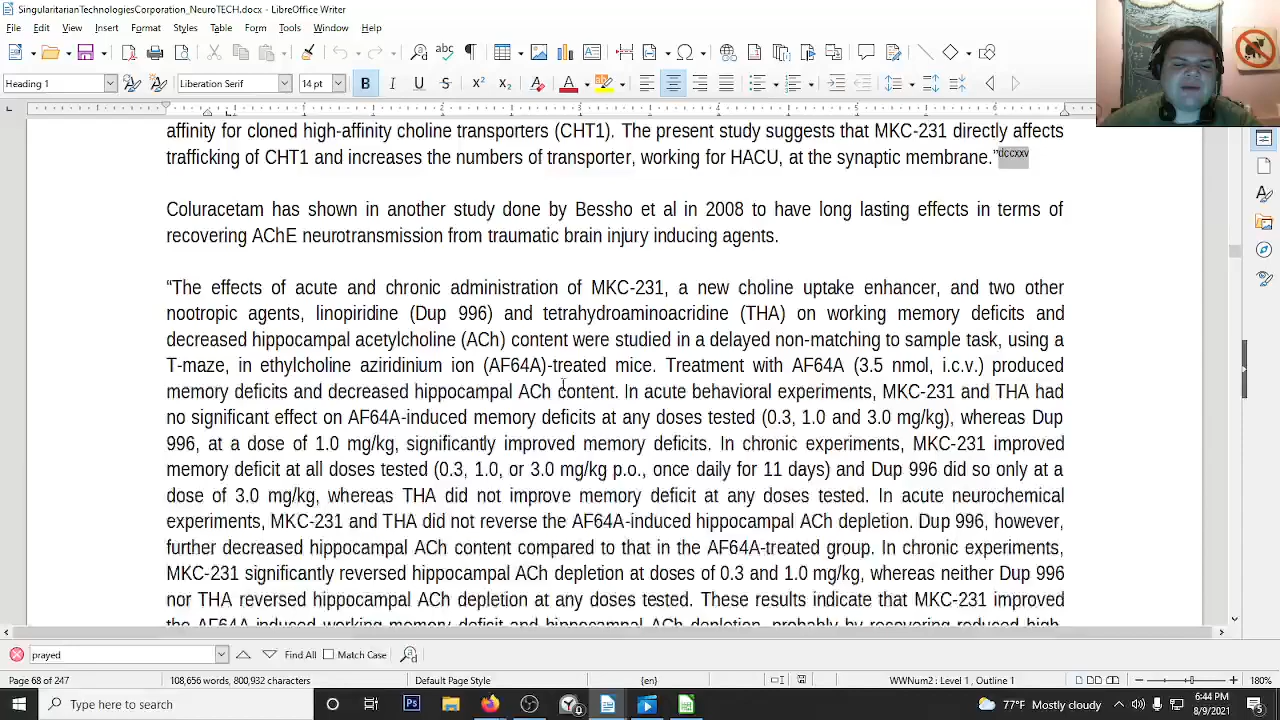 SingularitarianTechnologiesCorporation_NeuroTECH.docx - LibreOffice Writer
File Edit View Insert Format Styles Table Form Tools Window Help
Heading 1 Liberation Serif 14 pt
affinity for cloned high-affinity choline transporters (CHT1). The present study suggests that MKC-231 directly affects
trafficking of CHT1 and increases the numbers of transporter, working for HACU, at the synaptic membrane.”dccxxv
Coluracetam has shown in another study done by Bessho et al in 2008 to have long lasting effects in terms of
recovering AChE neurotransmission from traumatic brain injury inducing agents.
“The effects of acute and chronic administration of MKC-231, a new choline uptake enhancer, and two other
nootropic agents, linopiridine (Dup 996) and tetrahydroaminoacridine (THA) on working memory deficits and
decreased hippocampal acetylcholine (ACh) content were studied in a delayed non-matching to sample task, using a
T-maze, in ethylcholine aziridinium ion (AF64A)-treated mice. Treatment with AF64A (3.5 nmol, i.c.v.) produced
memory deficits and decreased hippocampal ACh content. In acute behavioral experiments, MKC-231 and THA had
no significant effect on AF64A-induced memory deficits at any doses tested (0.3, 1.0 and 3.0 mg/kg), whereas Dup
996, at a dose of 1.0 mg/kg, significantly improved memory deficits. In chronic experiments, MKC-231 improved
memory deficit at all doses tested (0.3, 1.0, or 3.0 mg/kg p.o., once daily for 11 days) and Dup 996 did so only at a
dose of 3.0 mg/kg, whereas THA did not improve memory deficit at any doses tested. In acute neurochemical
experiments, MKC-231 and THA did not reverse the AF64A-induced hippocampal ACh depletion. Dup 996, however,
further decreased hippocampal ACh content compared to that in the AF64A-treated group. In chronic experiments,
MKC-231 significantly reversed hippocampal ACh depletion at doses of 0.3 and 1.0 mg/kg, whereas neither Dup 996
nor THA reversed hippocampal ACh depletion at any doses tested. These results indicate that MKC-231 improved
the AF64A-induced working memory deficit and hippocampal ACh depletion, probably by recovering reduced high-
prayed Find All Match Case
Page 68 of 247 108,656 words, 800,932 characters Default Page Style {en} WWNum2 : Level 1 , Outline 1 180%
Type here to search 77°F Mostly cloudy 6:44 PM
8/9/2021